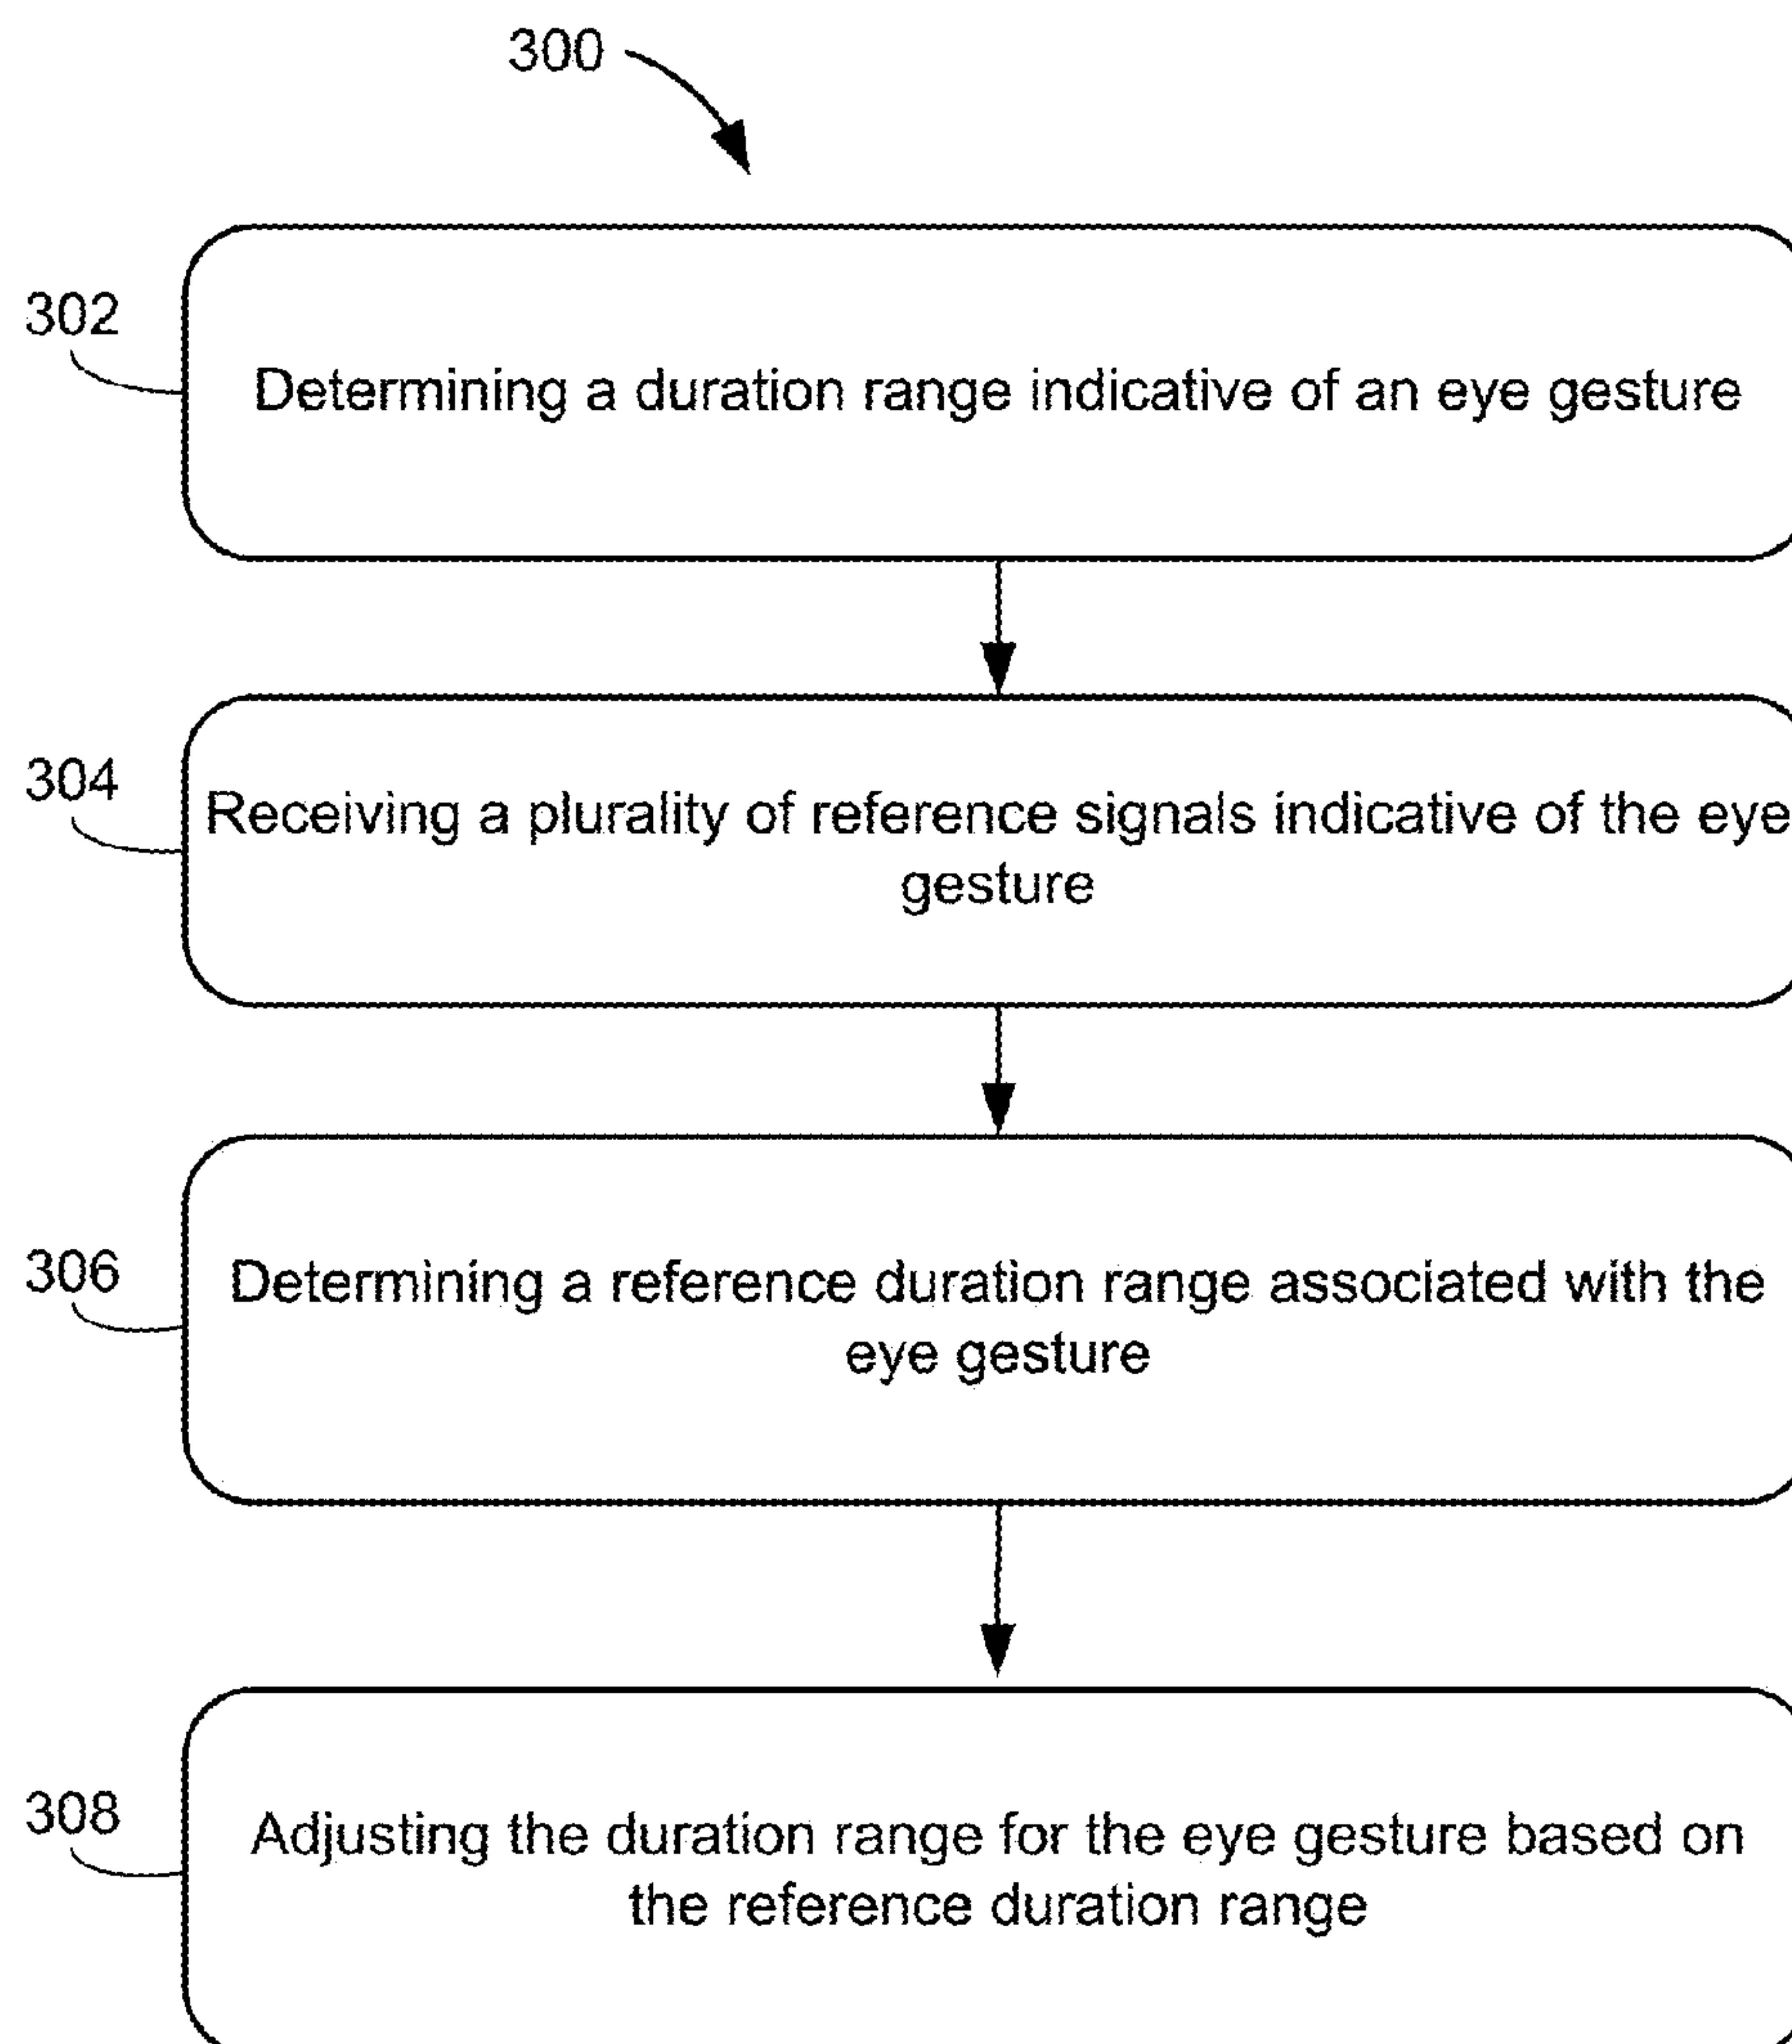 300
302
Determining a duration range indicative of an eye gesture
304
Receiving a plurality of reference signals indicative of the eye
gesture
306
Determining a reference duration range associated with the
eye gesture
308
Adjusting the duration range for the eye gesture based on
the reference duration range